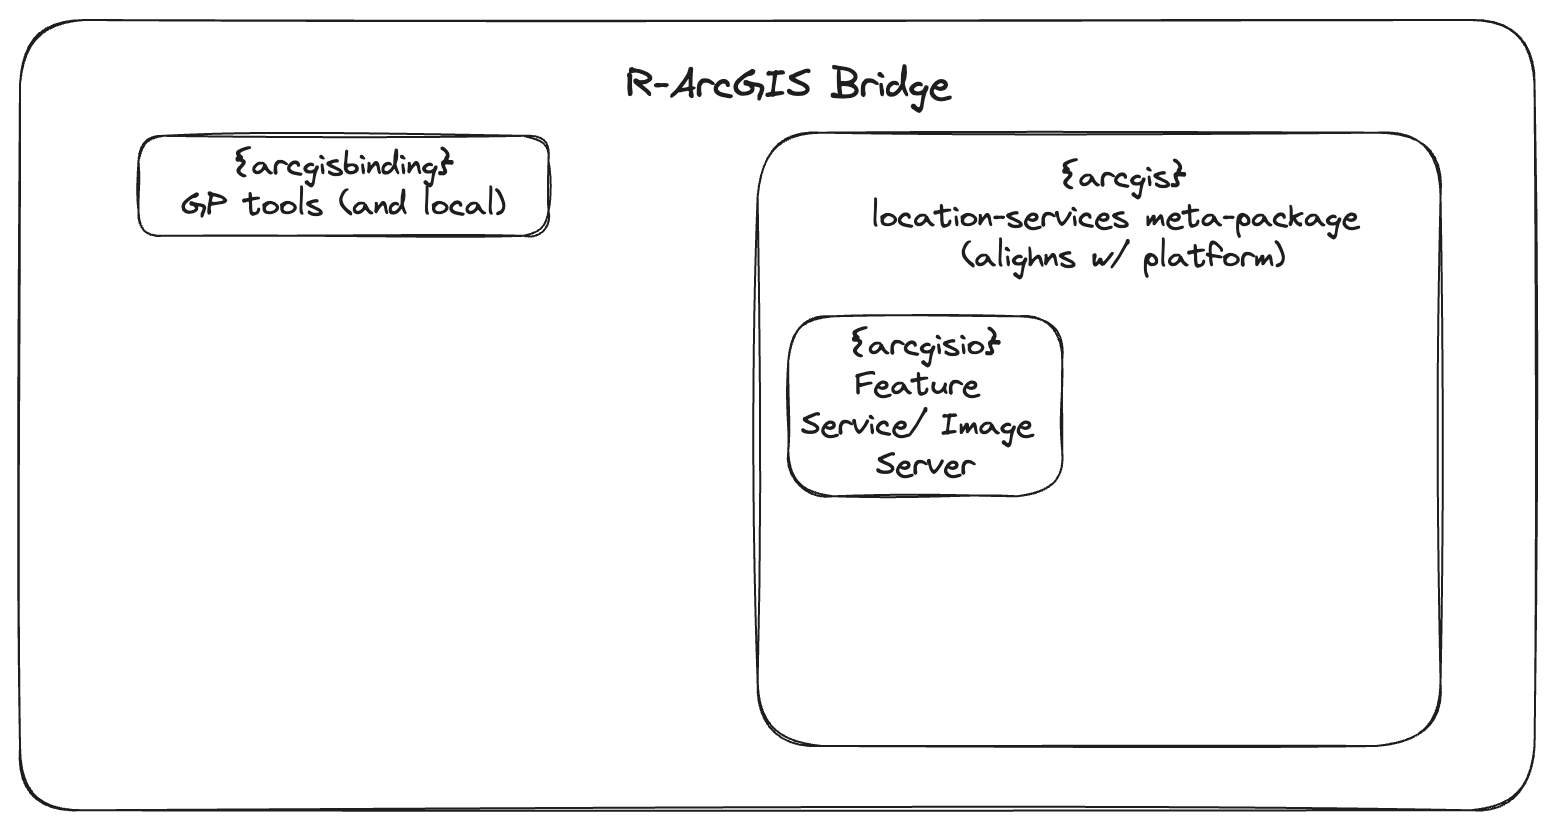 R-ArcGIS Bridge
{arcgisbinding}
GP tools (and local)
{arcgis}
location-services meta-package
(alighns w/ platform)
{arcgisio}
Feature
Service/ Image
Server